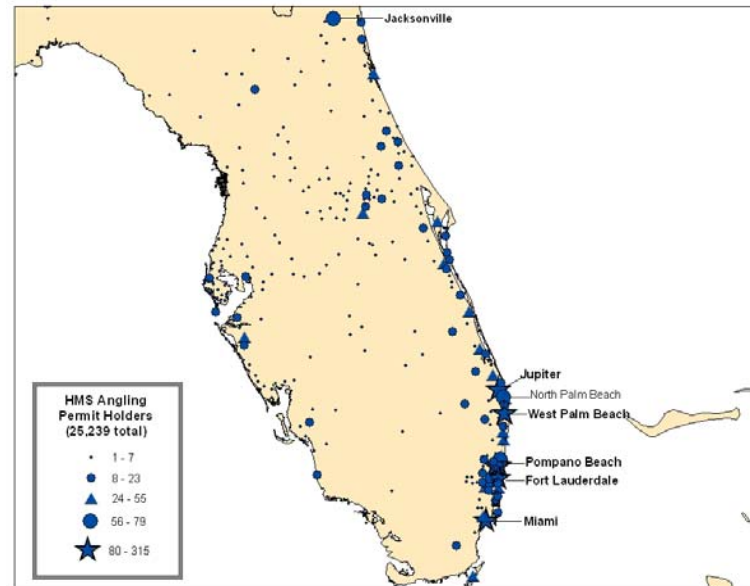 Jacksonville
Jupiter
North Palm Beach
West Palm Beach
Pompano Beach
Fort Lauderdale
Miami
HMS Angling
Permit Holders
(25,239 total)
1 - 7
8 - 23
24 - 55
56 - 79
80 - 315